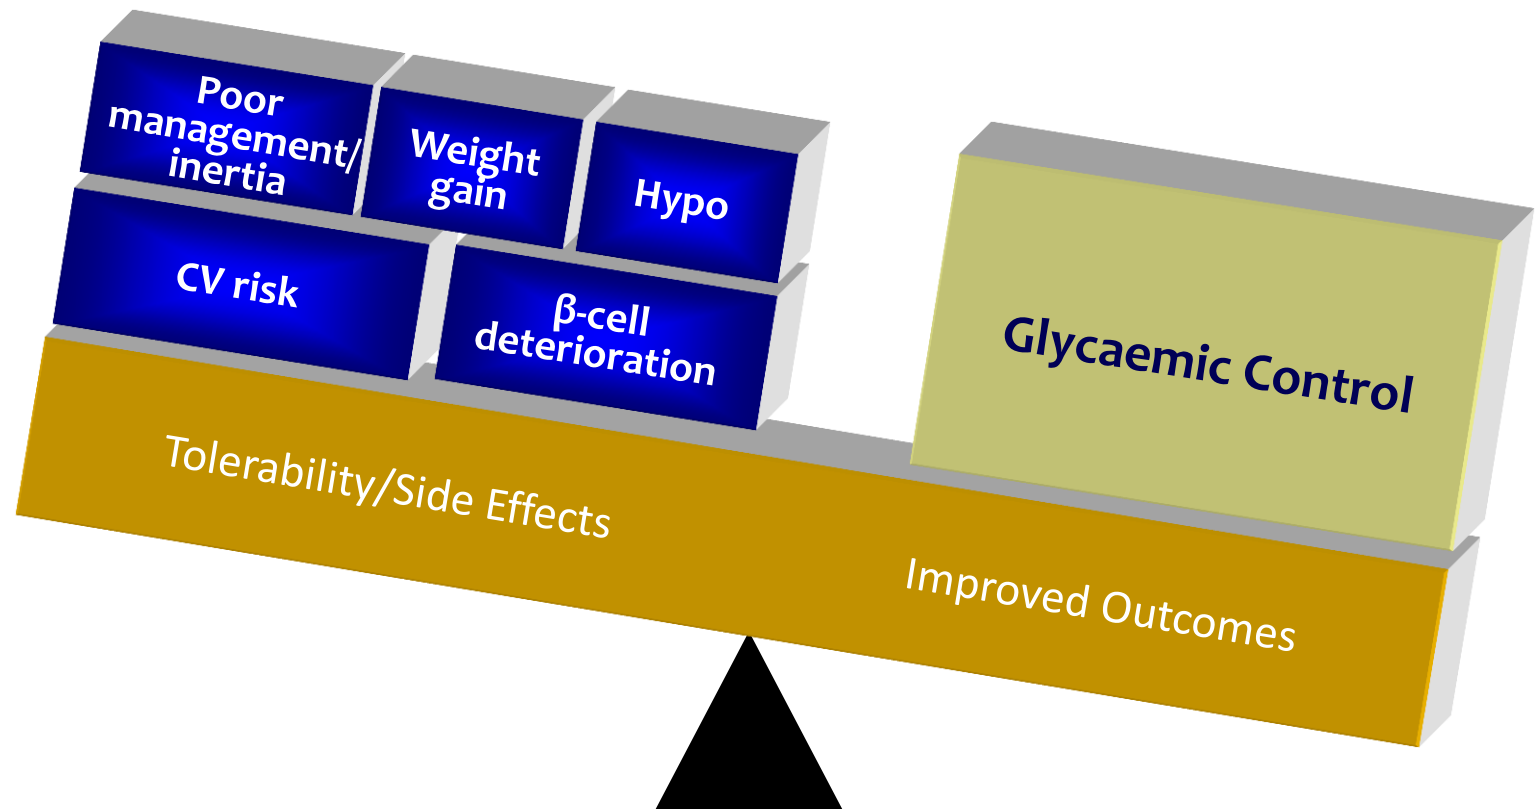 Poor
management/
inertia
Weight
gain
Hypo
CV risk
β-cell
deterioration
Glycaemic Control
Tolerability/Side Effects
Improved Outcomes